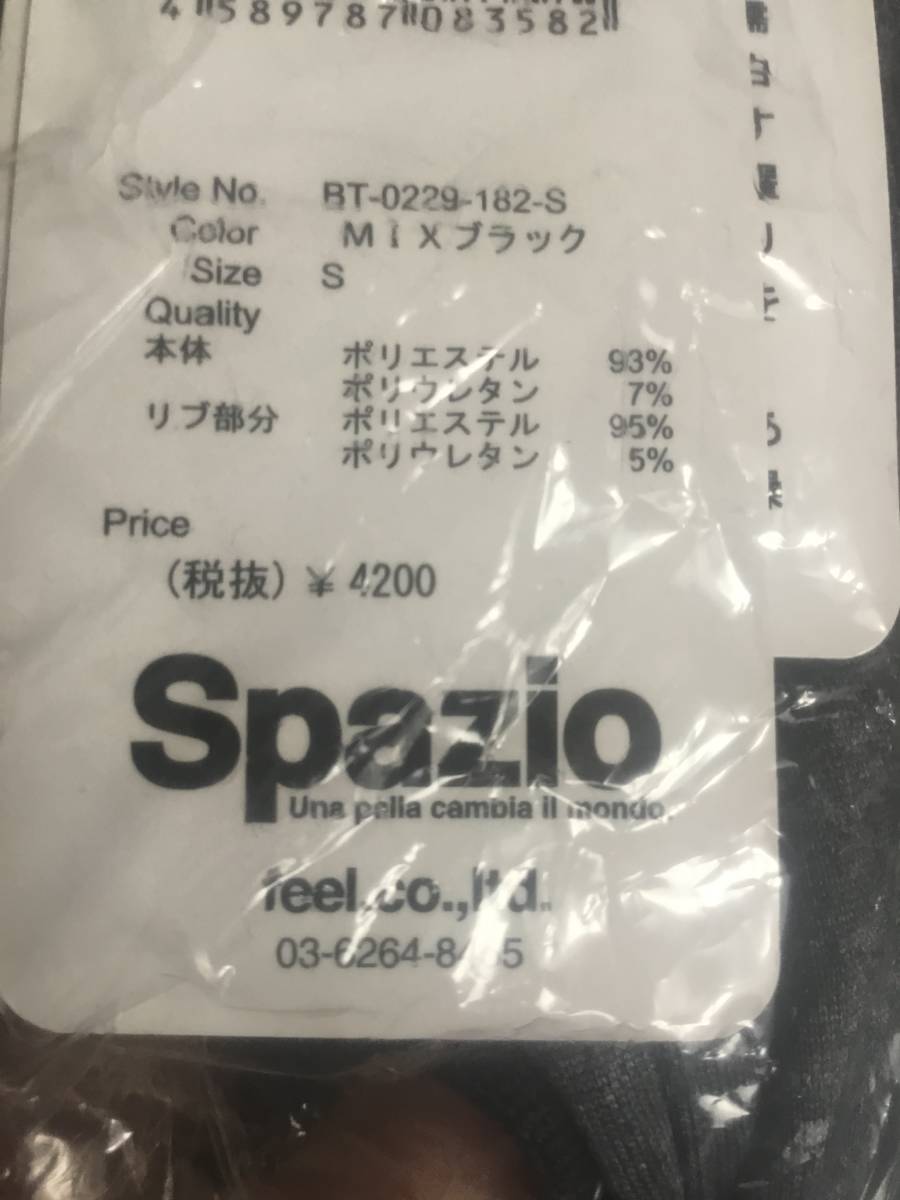 4 589787 083582
Style No. BT-0229-182-S
Color MIXブラック
Size S
Quality
本体 ポリエステル 93%
ポリウレタン 7%
リブ部分 ポリエステル 95%
ポリウレタン 5%
Price
(税抜) ¥ 4200
Spazio
Una palla cambia il mondo.
feel.co.,ltd.